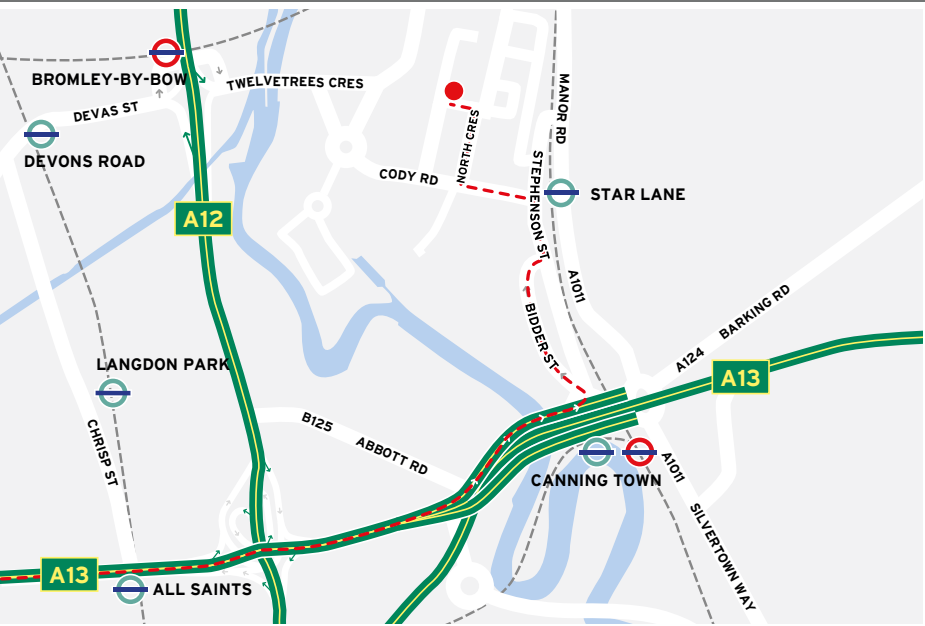 BROMLEY-BY-BOW
TWELVETREES CRES
DEVAS ST
DEVONS ROAD
MANOR RD
NORTH CRES
CODY RD
STEPHENSON ST
STAR LANE
A12
A1011
BIDDER ST
BARKING RD
A124
A13
LANGDON PARK
CHRISP ST
B125
ABBOTT RD
CANNING TOWN
A1011
SILVERTOWN WAY
A13
ALL SAINTS